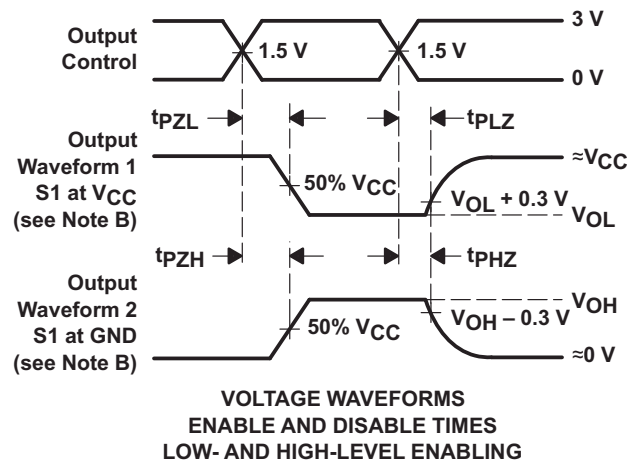 Output
Control
1.5 V
1.5 V
3 V
0 V
tPZL
tPLZ
Output
Waveform 1
S1 at VCC
(see Note B)
50% VCC
≈VCC
VOL + 0.3 V
VOL
tPZH
tPHZ
Output
Waveform 2
S1 at GND
(see Note B)
50% VCC
VOH
VOH – 0.3 V
≈0 V
VOLTAGE WAVEFORMS
ENABLE AND DISABLE TIMES
LOW- AND HIGH-LEVEL ENABLING